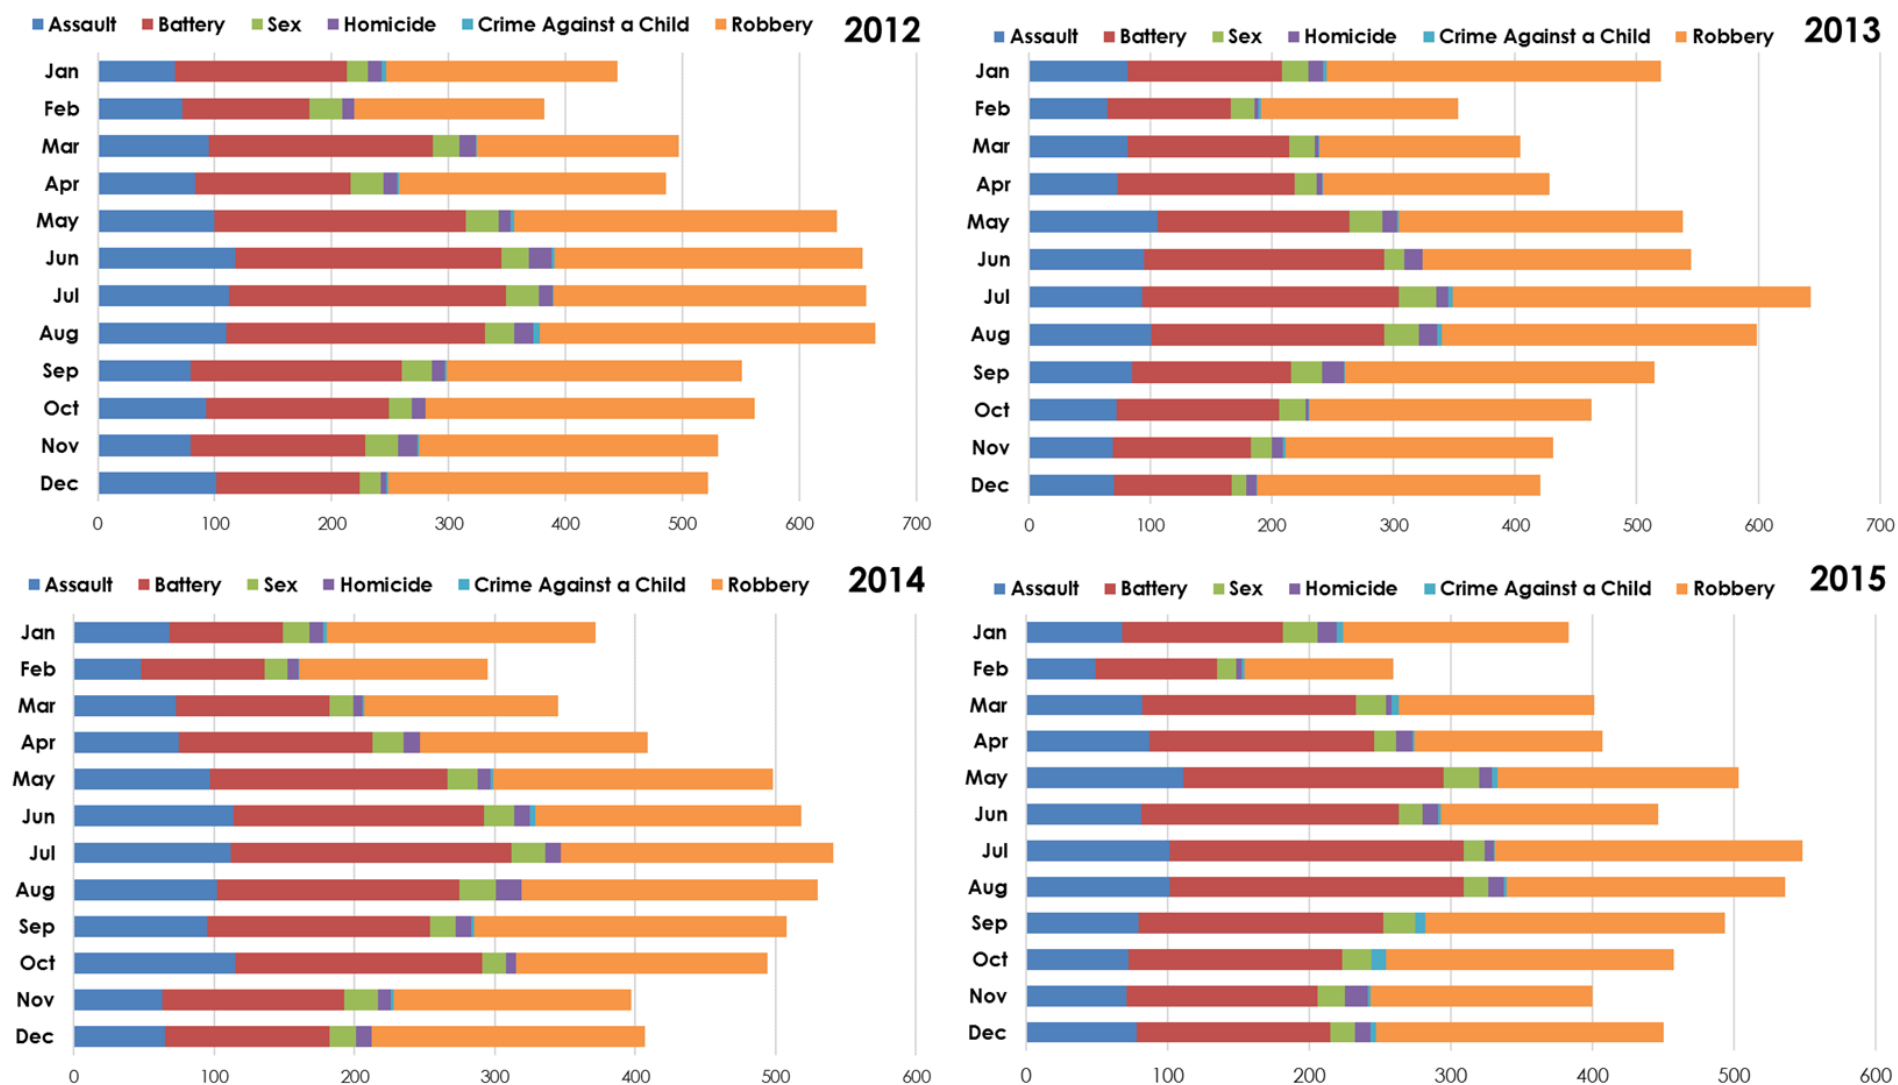 Assault Battery Sex Homicide Crime Against a Child Robbery 2012
Jan
Feb
Mar
Apr
May
Jun
Jul
Aug
Sep
Oct
Nov
Dec
0 100 200 300 400 500 600 700
Assault Battery Sex Homicide Crime Against a Child Robbery 2013
Jan
Feb
Mar
Apr
May
Jun
Jul
Aug
Sep
Oct
Nov
Dec
0 100 200 300 400 500 600 700
Assault Battery Sex Homicide Crime Against a Child Robbery 2014
Jan
Feb
Mar
Apr
May
Jun
Jul
Aug
Sep
Oct
Nov
Dec
0 100 200 300 400 500 600
Assault Battery Sex Homicide Crime Against a Child Robbery 2015
Jan
Feb
Mar
Apr
May
Jun
Jul
Aug
Sep
Oct
Nov
Dec
0 100 200 300 400 500 600